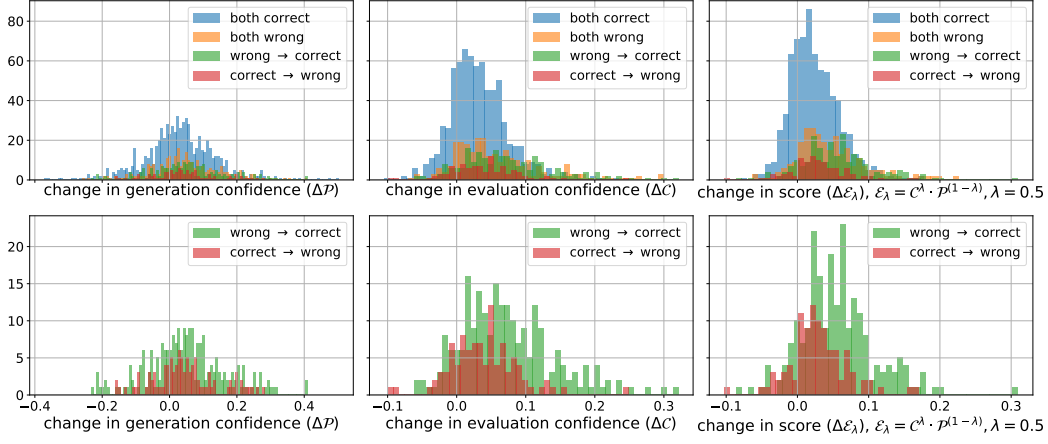 80
60
40
20
0
both correct
both wrong
wrong → correct
correct → wrong
change in generation confidence (Δ𝒫)
both correct
both wrong
wrong → correct
correct → wrong
change in evaluation confidence (Δ𝒞)
both correct
both wrong
wrong → correct
correct → wrong
change in score (Δℰ_λ), ℰ_λ = 𝒞^λ · 𝒫^(1−λ), λ = 0.5
20
15
10
5
0
wrong → correct
correct → wrong
−0.4 −0.2 0.0 0.2 0.4
change in generation confidence (Δ𝒫)
wrong → correct
correct → wrong
−0.1 0.0 0.1 0.2 0.3
change in evaluation confidence (Δ𝒞)
wrong → correct
correct → wrong
−0.1 0.0 0.1 0.2 0.3
change in score (Δℰ_λ), ℰ_λ = 𝒞^λ · 𝒫^(1−λ), λ = 0.5